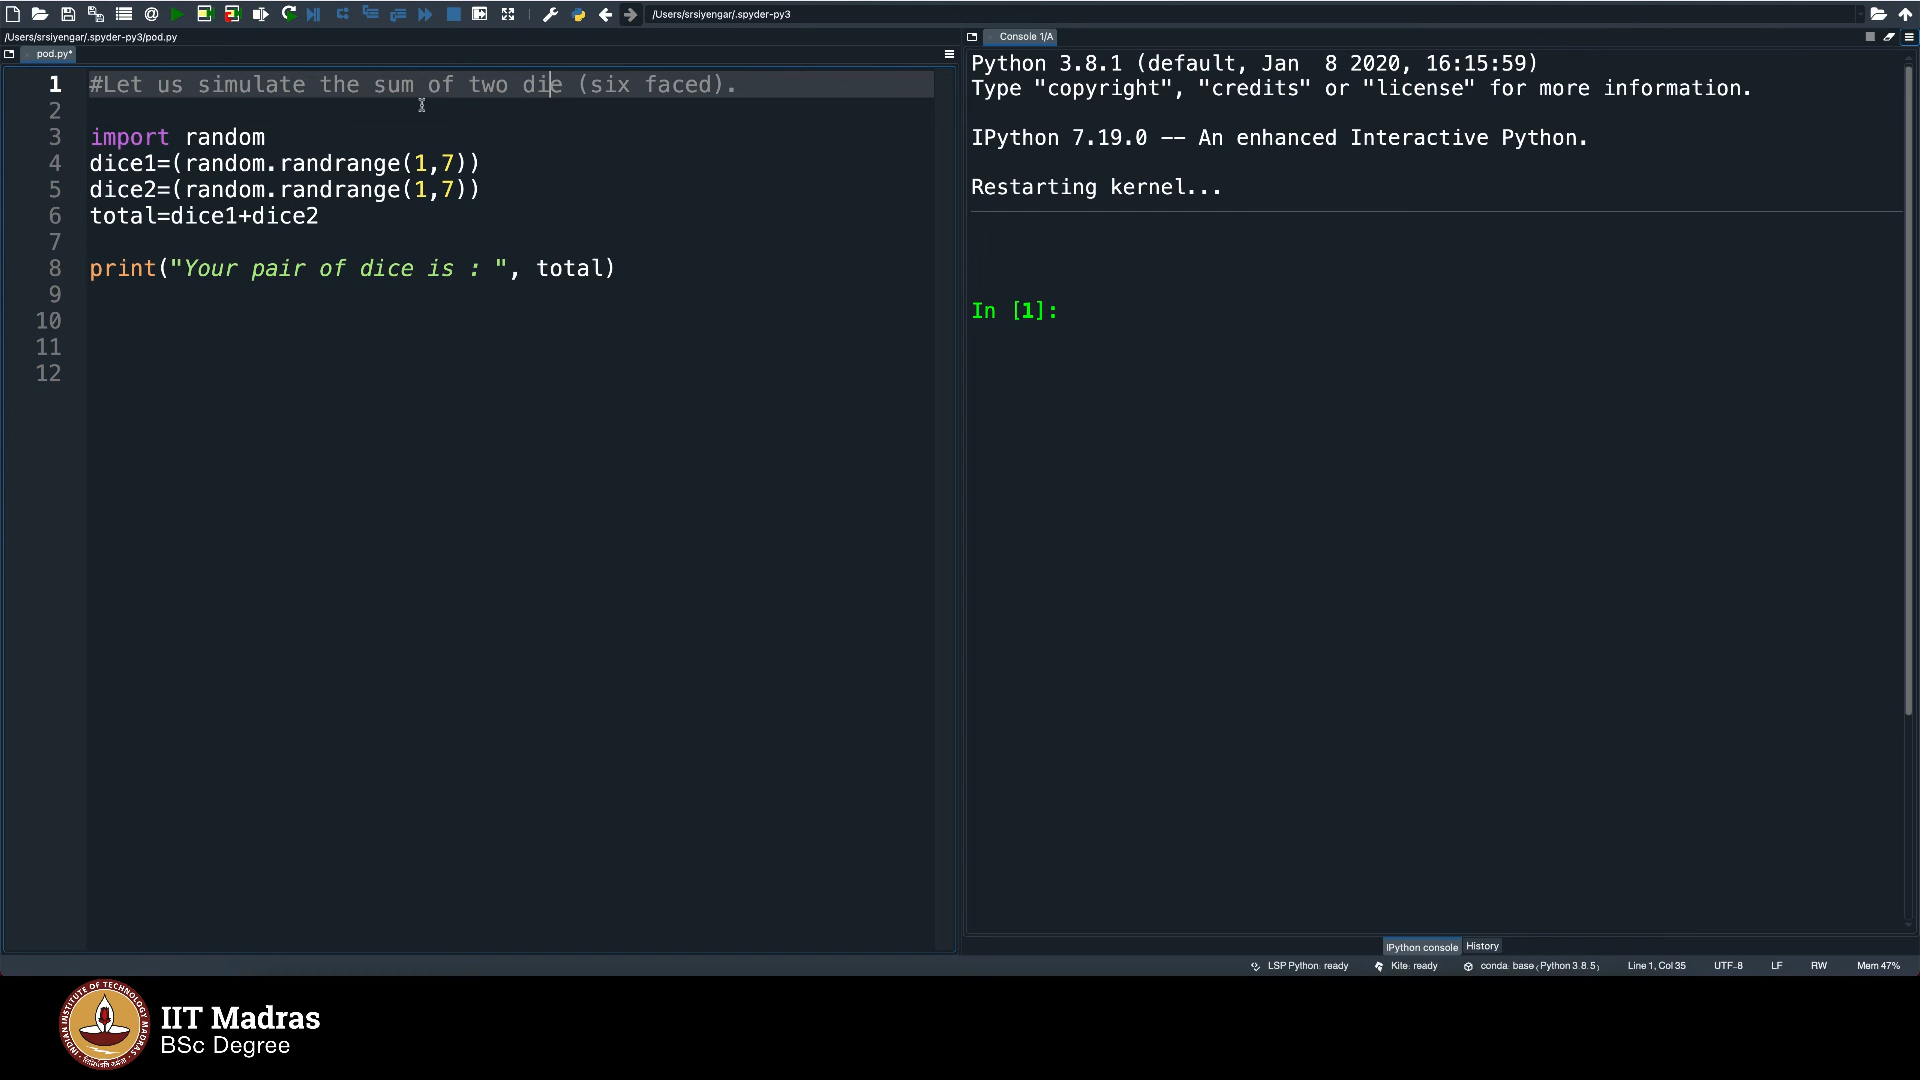 /Users/srsiyengar/.spyder-py3
/Users/srsiyengar/.spyder-py3/pod.py
pod.py*
1 #Let us simulate the sum of two die (six faced).
2
3 import random
4 dice1=(random.randrange(1,7))
5 dice2=(random.randrange(1,7))
6 total=dice1+dice2
7
8 print("Your pair of dice is : ", total)
9
10
11
12
Console 1/A
Python 3.8.1 (default, Jan  8 2020, 16:15:59)
Type "copyright", "credits" or "license" for more information.
IPython 7.19.0 -- An enhanced Interactive Python.
Restarting kernel...
In [1]:
IPython console History
LSP Python: ready Kite: ready conda: base (Python 3.8.5) Line 1, Col 35 UTF-8 LF RW Mem 47%
IIT Madras
BSc Degree